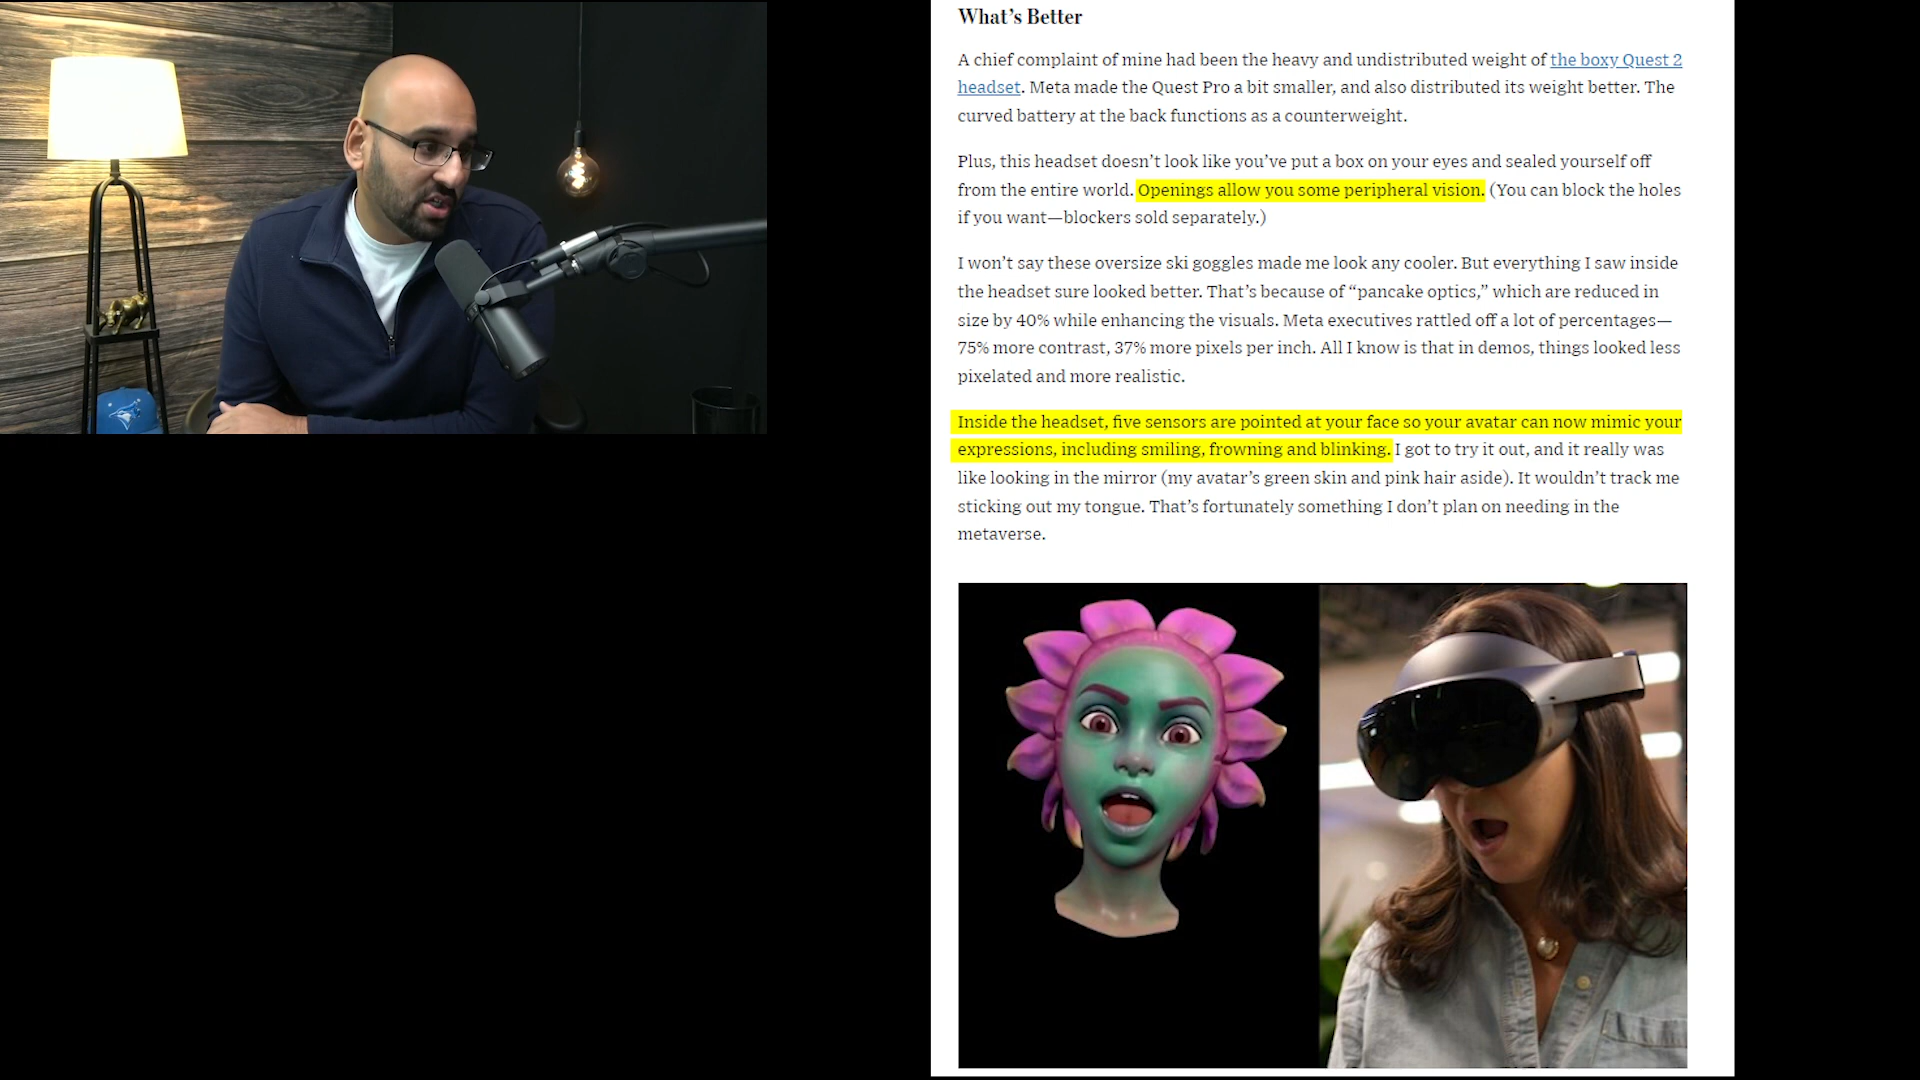 What’s Better
A chief complaint of mine had been the heavy and undistributed weight of the boxy Quest 2
headset. Meta made the Quest Pro a bit smaller, and also distributed its weight better. The
curved battery at the back functions as a counterweight.
Plus, this headset doesn’t look like you’ve put a box on your eyes and sealed yourself off
from the entire world. Openings allow you some peripheral vision. (You can block the holes
if you want—blockers sold separately.)
I won’t say these oversize ski goggles made me look any cooler. But everything I saw inside
the headset sure looked better. That’s because of “pancake optics,” which are reduced in
size by 40% while enhancing the visuals. Meta executives rattled off a lot of percentages—
75% more contrast, 37% more pixels per inch. All I know is that in demos, things looked less
pixelated and more realistic.
Inside the headset, five sensors are pointed at your face so your avatar can now mimic your
expressions, including smiling, frowning and blinking. I got to try it out, and it really was
like looking in the mirror (my avatar’s green skin and pink hair aside). It wouldn’t track me
sticking out my tongue. That’s fortunately something I don’t plan on needing in the
metaverse.